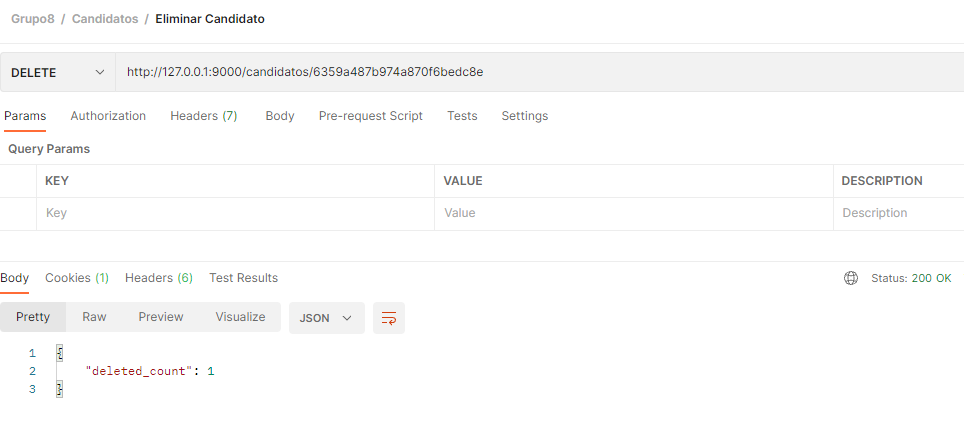 Grupo8 / Candidatos / Eliminar Candidato
DELETE http://127.0.0.1:9000/candidatos/6359a487b974a870f6bedc8e
Params Authorization Headers (7) Body Pre-request Script Tests Settings
Query Params
KEY VALUE DESCRIPTION
Key Value Description
Body Cookies (1) Headers (6) Test Results Status: 200 OK
Pretty Raw Preview Visualize JSON
1 {
2 "deleted_count": 1
3 }